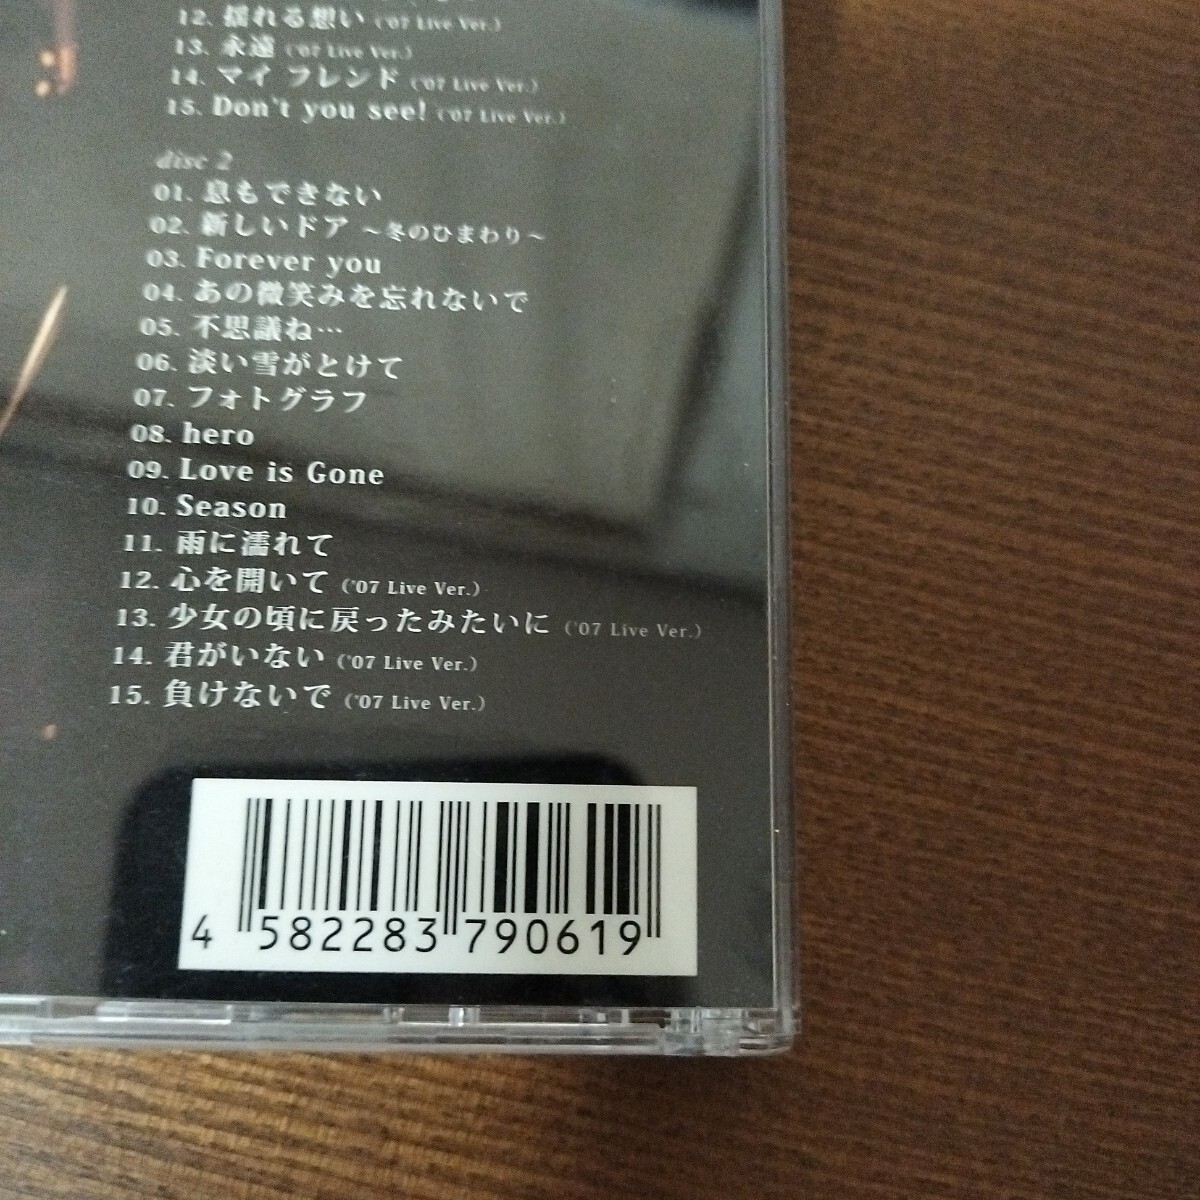 12. 揺れる想い ('07 Live Ver.)
13. 永遠 ('07 Live Ver.)
14. マイ フレンド ('07 Live Ver.)
15. Don't you see! ('07 Live Ver.)
disc 2
01. 息もできない
02. 新しいドア ～冬のひまわり～
03. Forever you
04. あの微笑みを忘れないで
05. 不思議ね…
06. 淡い雪がとけて
07. フォトグラフ
08. hero
09. Love is Gone
10. Season
11. 雨に濡れて
12. 心を開いて ('07 Live Ver.)
13. 少女の頃に戻ったみたいに ('07 Live Ver.)
14. 君がいない ('07 Live Ver.)
15. 負けないで ('07 Live Ver.)
4 582283 790619